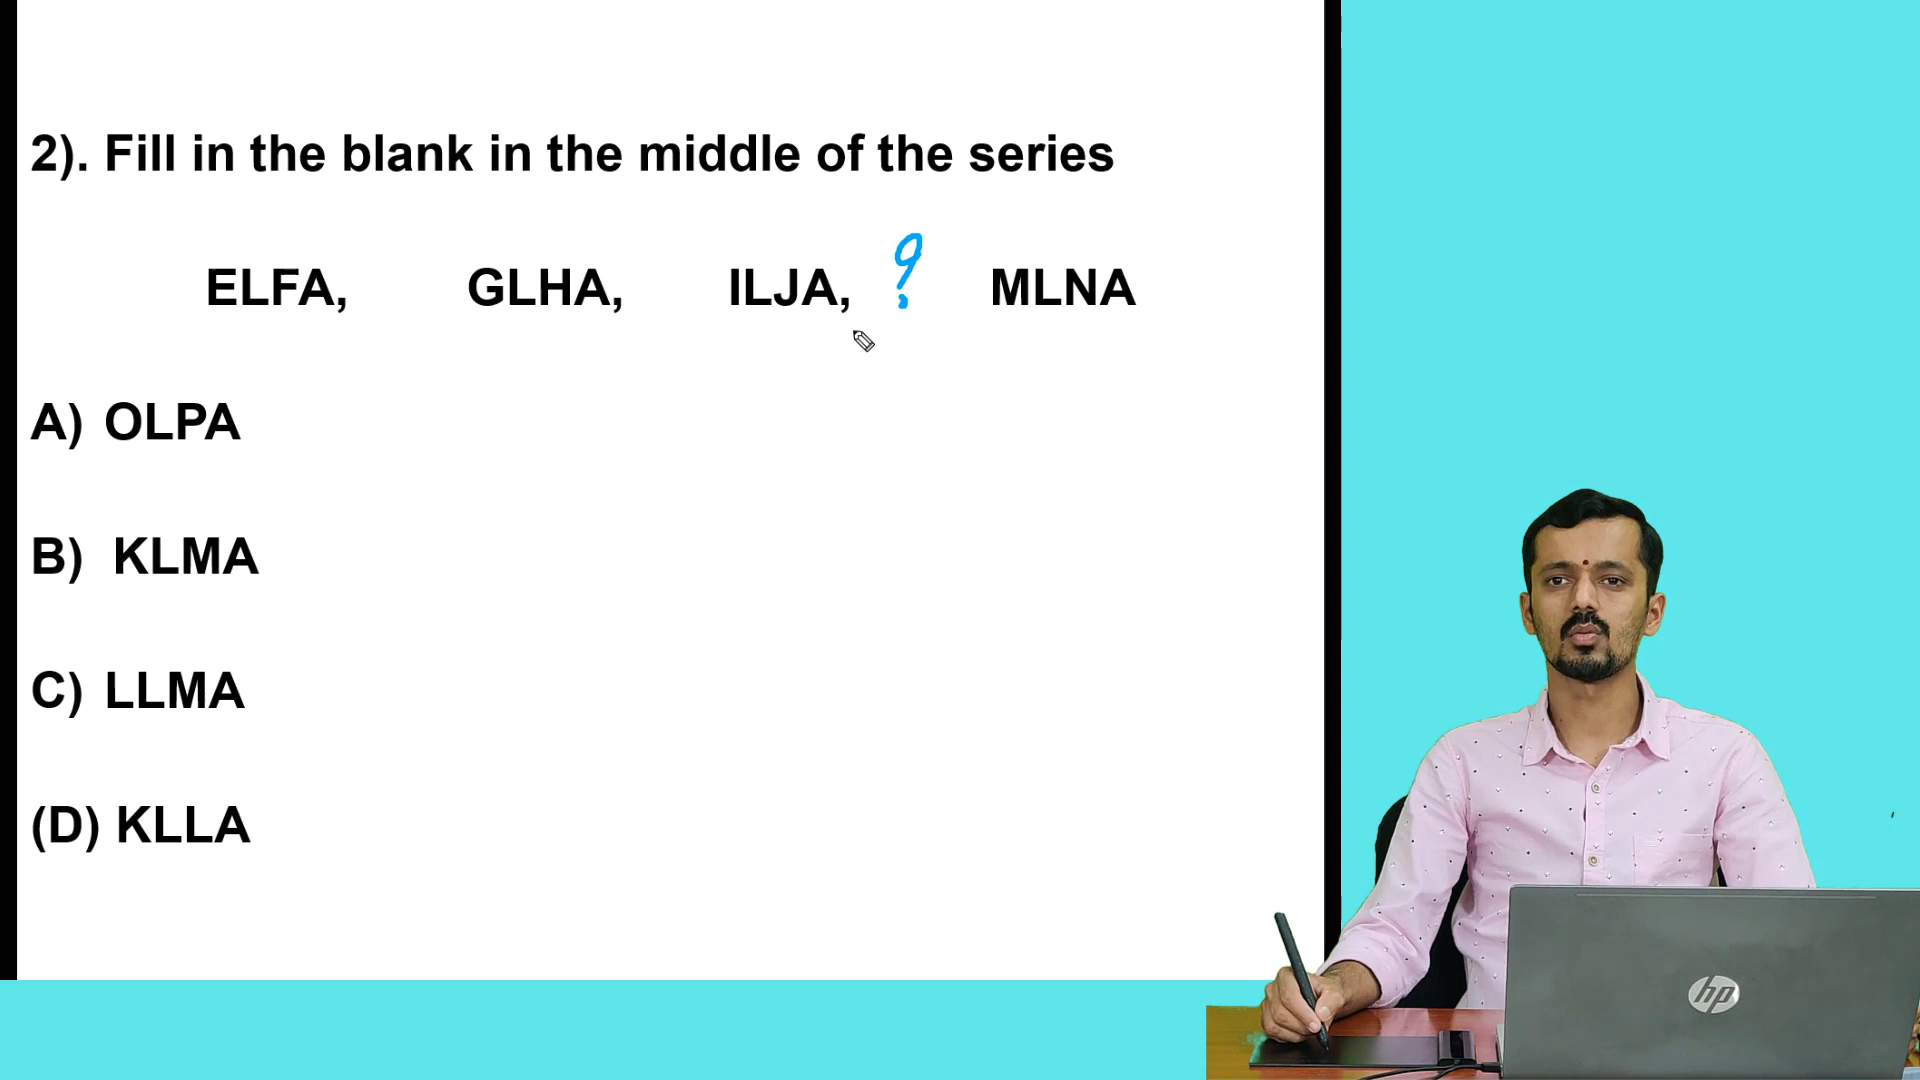 2). Fill in the blank in the middle of the series
ELFA, GLHA, ILJA, ? MLNA
A) OLPA
B) KLMA
C) LLMA
(D) KLLA
hp